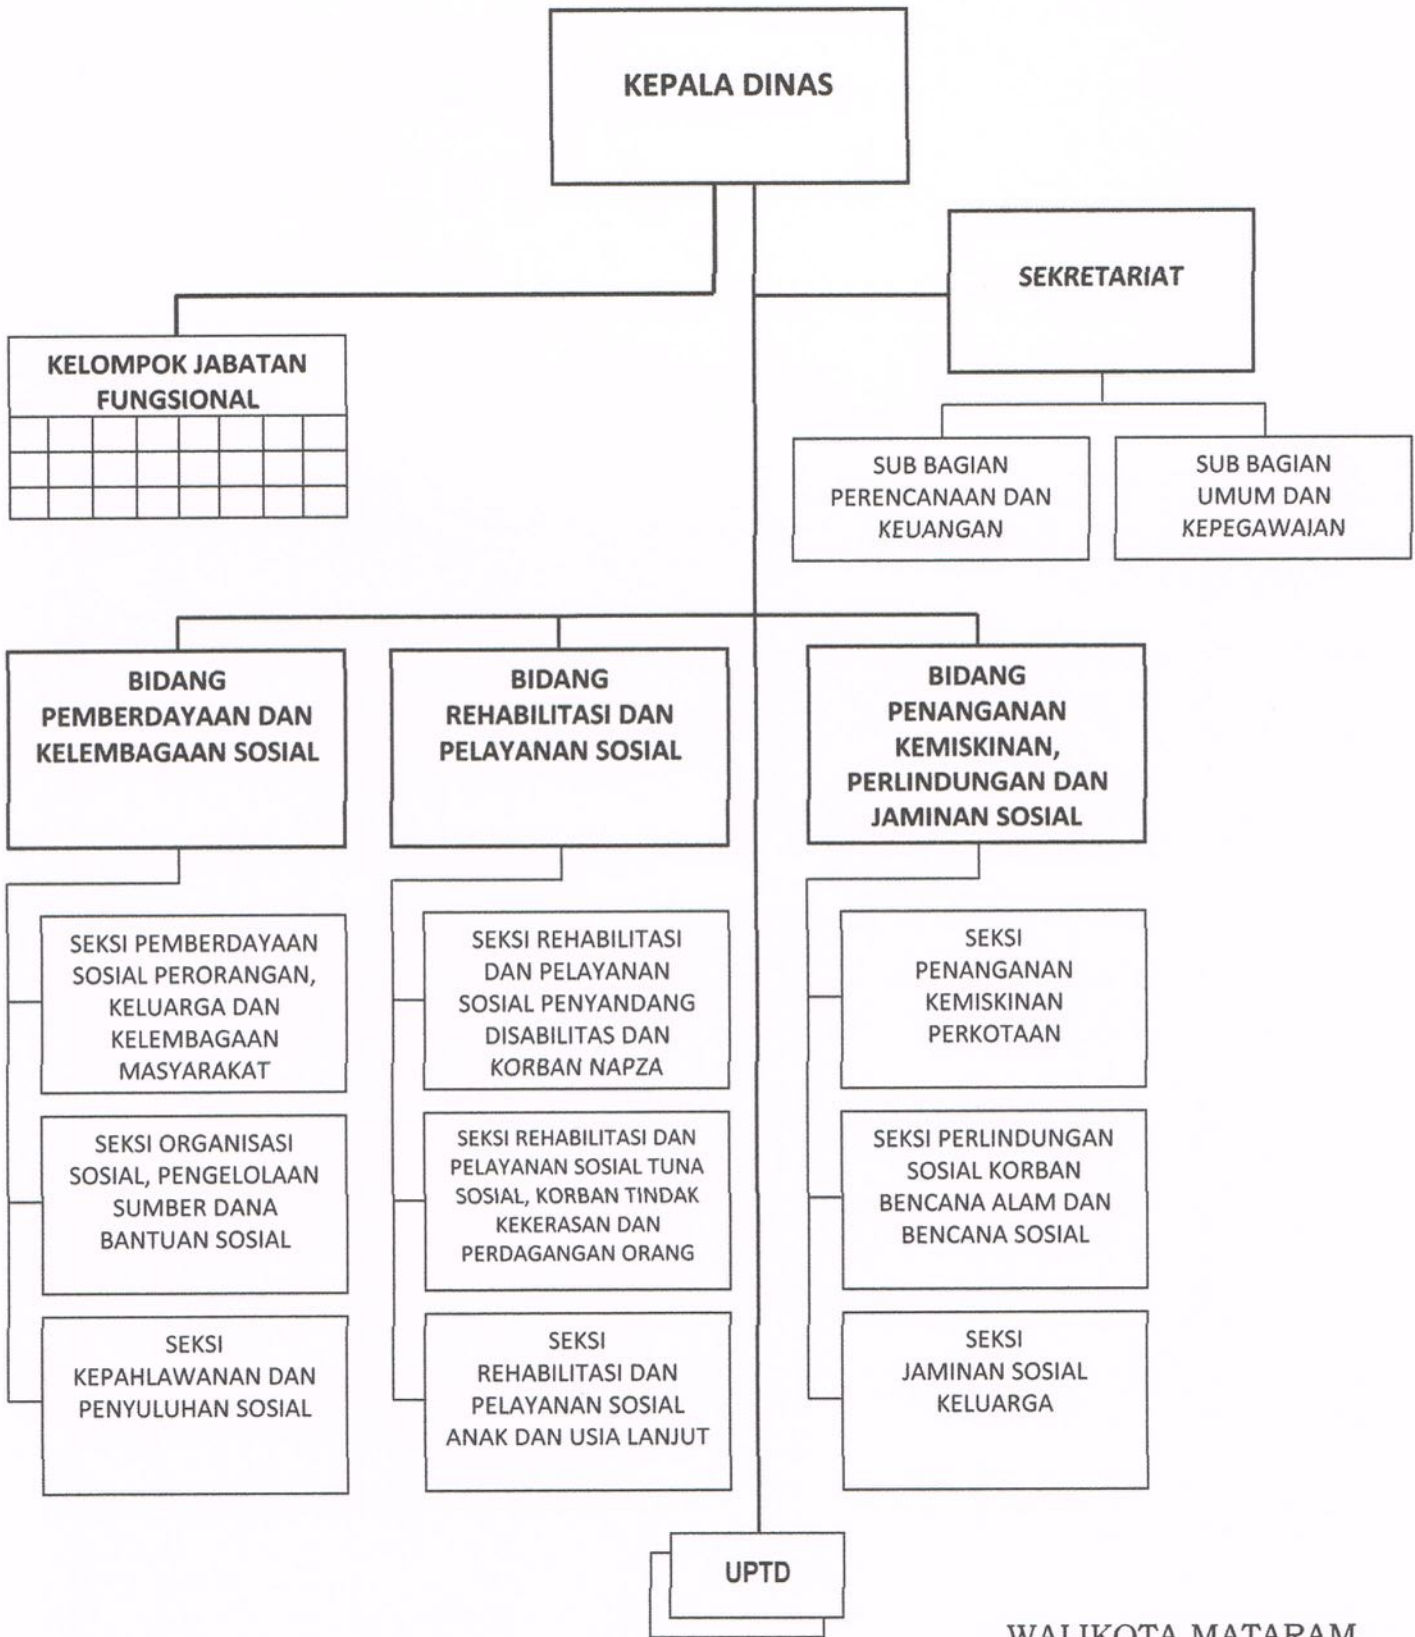 KEPALA DINAS
SEKRETARIAT
KELOMPOK JABATAN
FUNGSIONAL
SUB BAGIAN
PERENCANAAN DAN
KEUANGAN
SUB BAGIAN
UMUM DAN
KEPEGAWAIAN
BIDANG
PEMBERDAYAAN DAN
KELEMBAGAAN SOSIAL
BIDANG
REHABILITASI DAN
PELAYANAN SOSIAL
BIDANG
PENANGANAN
KEMISKINAN,
PERLINDUNGAN DAN
JAMINAN SOSIAL
SEKSI PEMBERDAYAAN
SOSIAL PERORANGAN,
KELUARGA DAN
KELEMBAGAAN
MASYARAKAT
SEKSI ORGANISASI
SOSIAL, PENGELOLAAN
SUMBER DANA
BANTUAN SOSIAL
SEKSI
KEPAHLAWANAN DAN
PENYULUHAN SOSIAL
SEKSI REHABILITASI
DAN PELAYANAN
SOSIAL PENYANDANG
DISABILITAS DAN
KORBAN NAPZA
SEKSI REHABILITASI DAN
PELAYANAN SOSIAL TUNA
SOSIAL, KORBAN TINDAK
KEKERASAN DAN
PERDAGANGAN ORANG
SEKSI
REHABILITASI DAN
PELAYANAN SOSIAL
ANAK DAN USIA LANJUT
SEKSI
PENANGANAN
KEMISKINAN
PERKOTAAN
SEKSI PERLINDUNGAN
SOSIAL KORBAN
BENCANA ALAM DAN
BENCANA SOSIAL
SEKSI
JAMINAN SOSIAL
KELUARGA
UPTD
WALIKOTA MATARAM